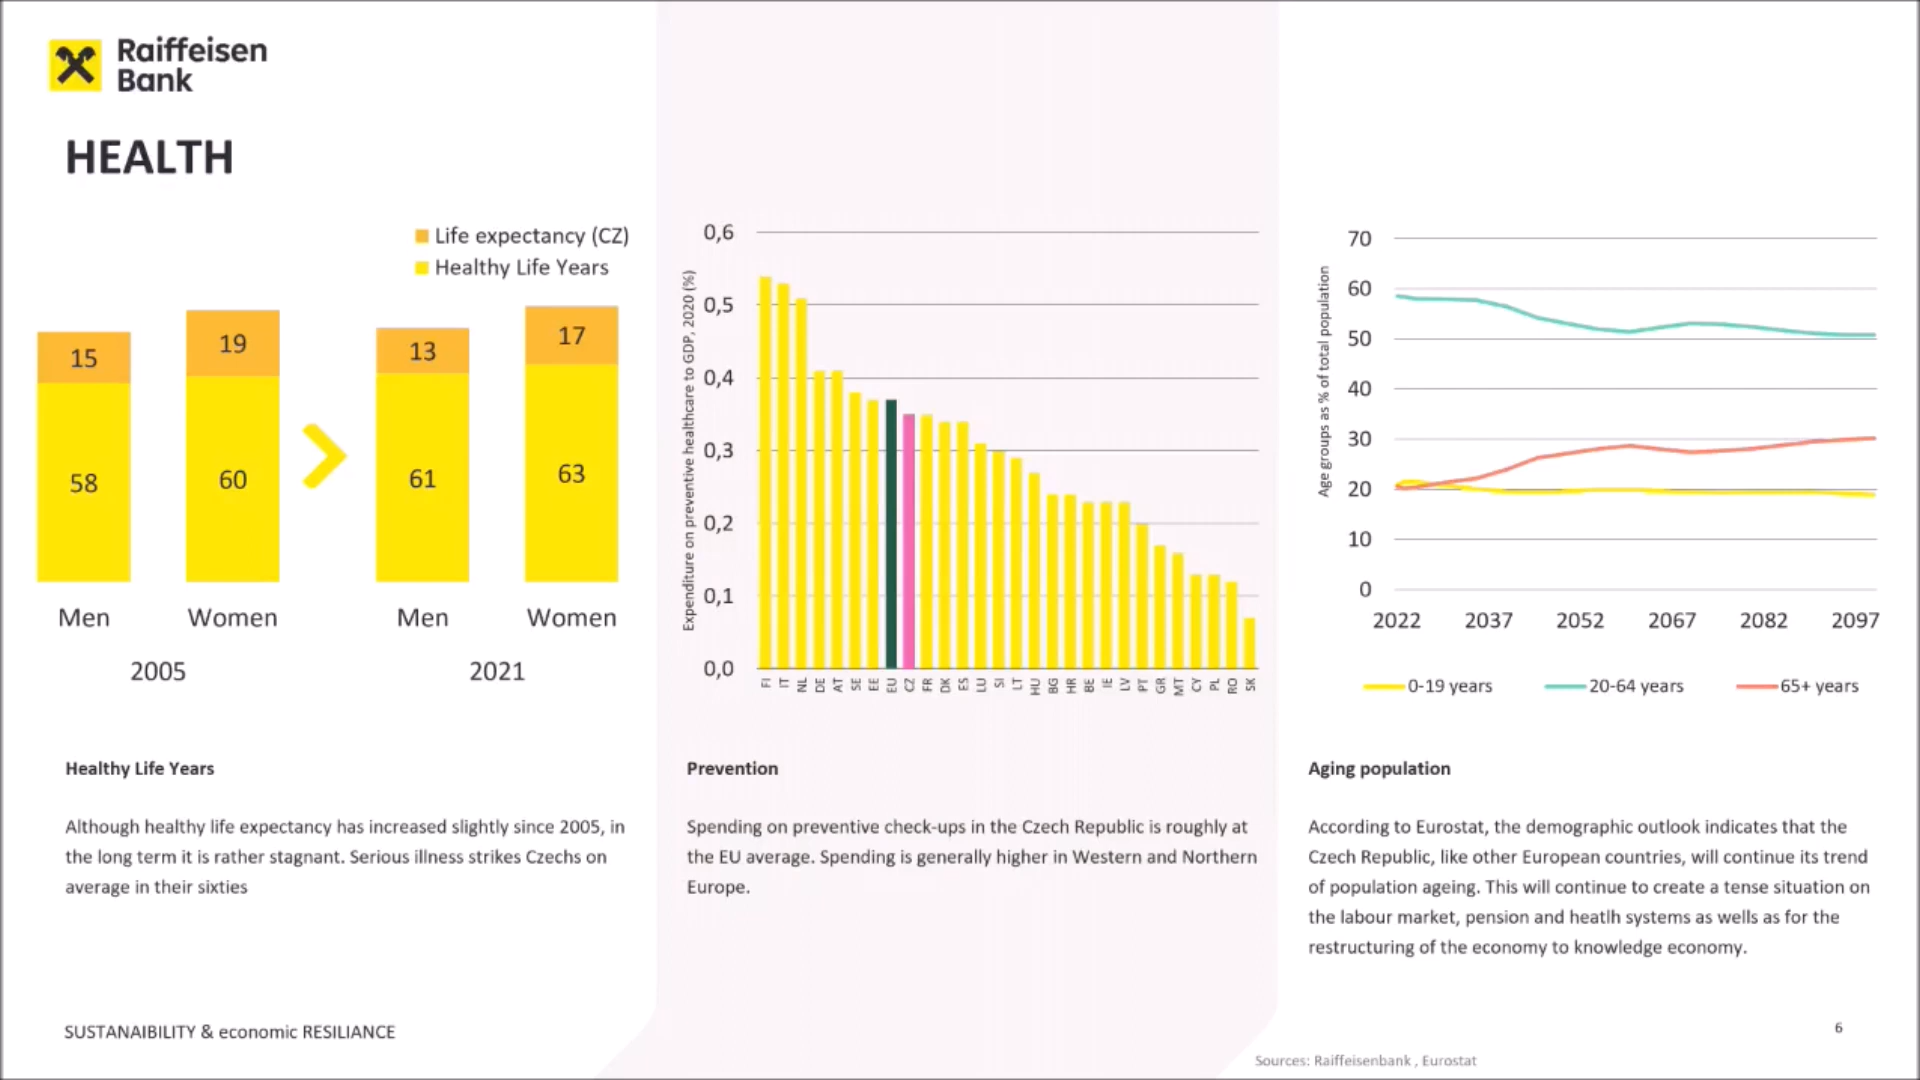 Raiffeisen
Bank
HEALTH
Life expectancy (CZ)
Healthy Life Years
15
19
13
17
58
60
61
63
Men
Women
Men
Women
2005
2021
Healthy Life Years
Although healthy life expectancy has increased slightly since 2005, in
the long term it is rather stagnant. Serious illness strikes Czechs on
average in their sixties
Expenditure on preventive healthcare to GDP, 2020 (%)
0,6
0,5
0,4
0,3
0,2
0,1
0,0
FI IT NL DE AT SE EE EU CZ FR DK ES LU SI LT HU BG HR BE IE LV PT GR MT CY PL RO SK
Prevention
Spending on preventive check-ups in the Czech Republic is roughly at
the EU average. Spending is generally higher in Western and Northern
Europe.
Age groups as % of total population
70
60
50
40
30
20
10
0
2022 2037 2052 2067 2082 2097
0-19 years 20-64 years 65+ years
Aging population
According to Eurostat, the demographic outlook indicates that the
Czech Republic, like other European countries, will continue its trend
of population ageing. This will continue to create a tense situation on
the labour market, pension and heatlh systems as wells as for the
restructuring of the economy to knowledge economy.
SUSTANAIBILITY & economic RESILIANCE
6
Sources: Raiffeisenbank , Eurostat